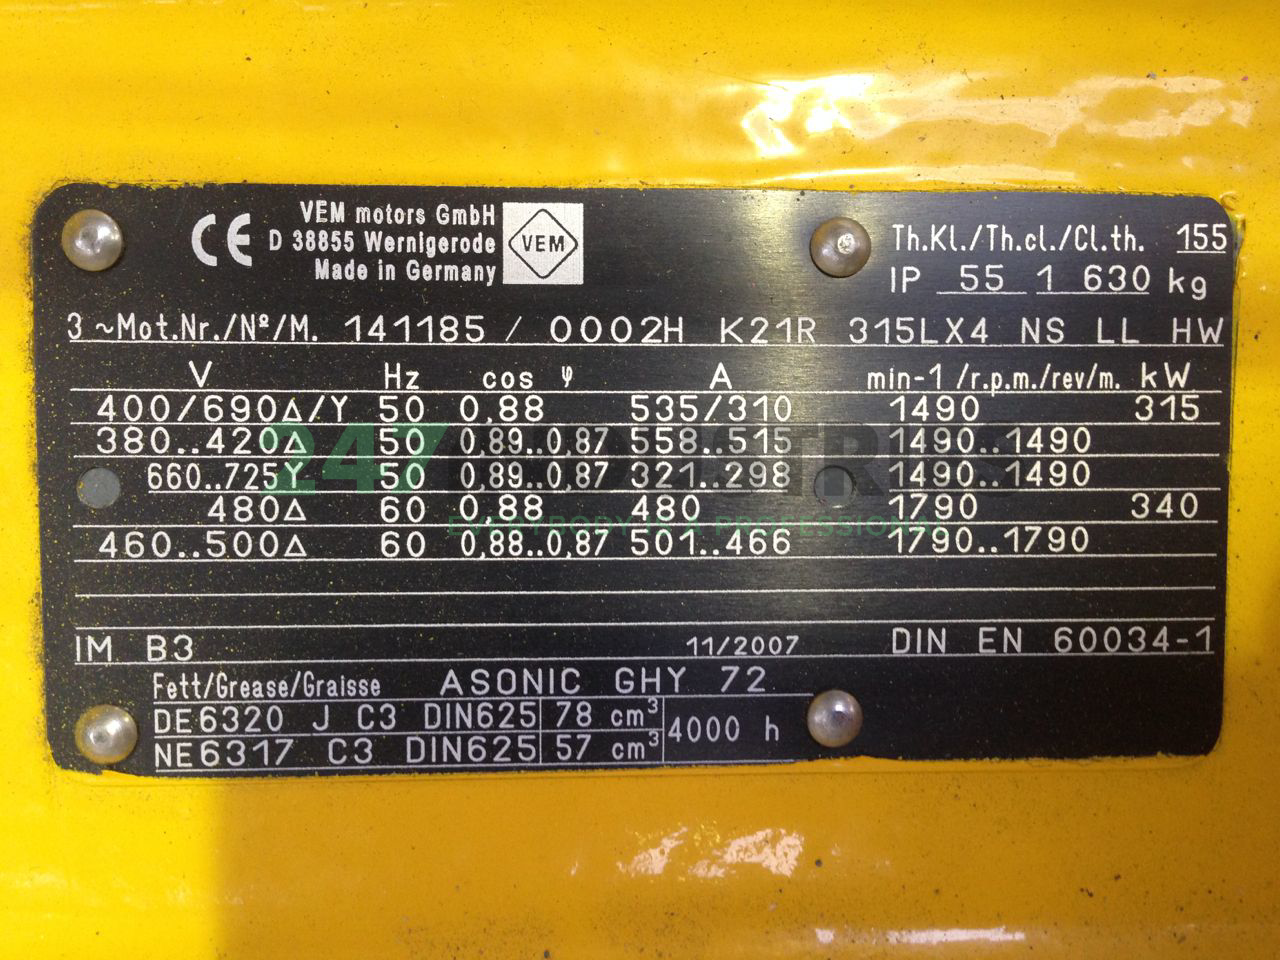 CE
VEM motors GmbH
D 38855 Wernigerode
Made in Germany
VEM
Th.Kl./Th.cl./Cl.th. 155
IP 55 1 630 kg
3 ~Mot.Nr./Nº/M. 141185 / 0002H K21R 315LX4 NS LL HW
V Hz cos φ A min-1/r.p.m./rev/m. kW
400/690Δ/Y 50 0,88 535/310 1490 315
380..420Δ 50 0,89..0,87 558..515 1490..1490
660..725Y 50 0,89..0,87 321..298 1490..1490
247 INDUSTRIES
480Δ 60 0,88 480 1790 340
EVERYBODY IS A PROFESSIONAL
460..500Δ 60 0,88..0,87 501..466 1790..1790
IM B3 11/2007 DIN EN 60034-1
Fett/Grease/Graisse ASONIC GHY 72
DE6320 J C3 DIN625 78 cm³ 4000 h
NE6317 C3 DIN625 57 cm³